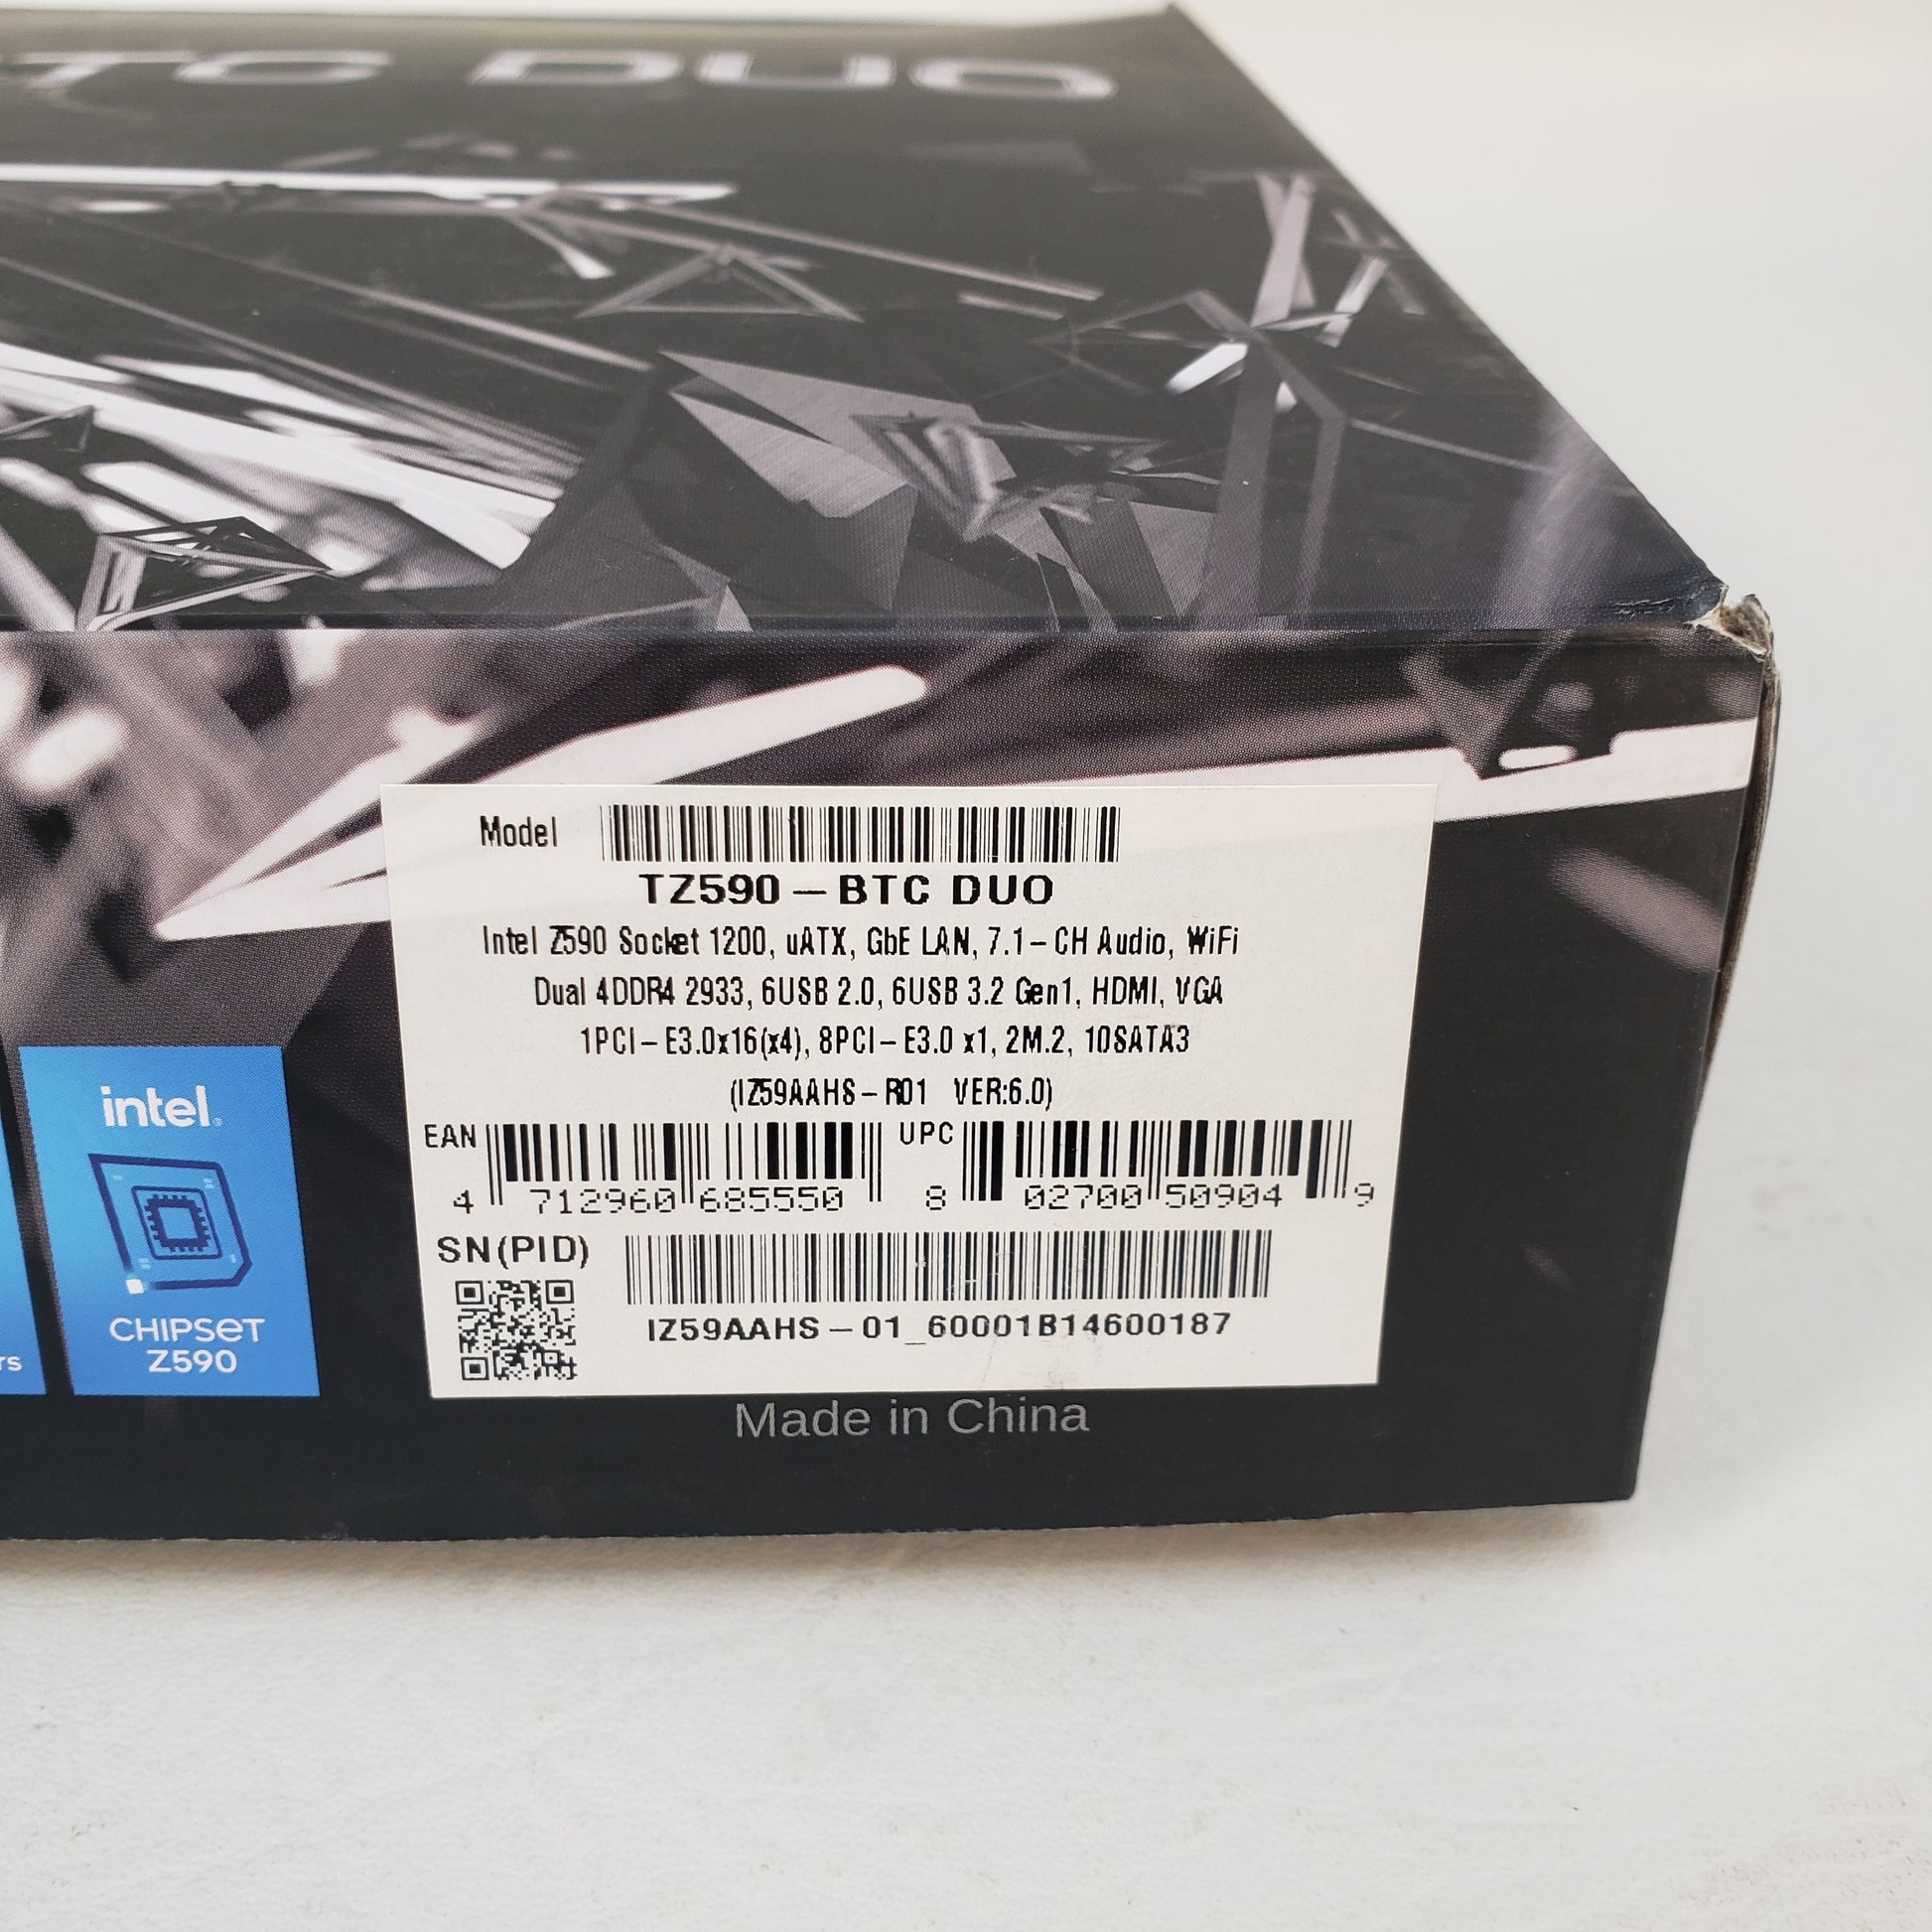 TC DUO
Model
TZ590-BTC DUO
Intel Z590 Socket 1200, uATX, GbE LAN, 7.1-CH Audio, WiFi
Dual 4DDR4 2933, 6USB 2.0, 6USB 3.2 Gen1, HDMI, VGA
1PCI-E3.0x16(x4), 8PCI-E3.0 x1, 2M.2, 10SATA3
(IZ59AAHS-R01 VER:6.0)
EAN
4 712960 685550
UPC
8 02700 50904 9
SN(PID)
IZ59AAHS-01_60001B14600187
Made in China
intel.
CHIPSET
Z590
rs